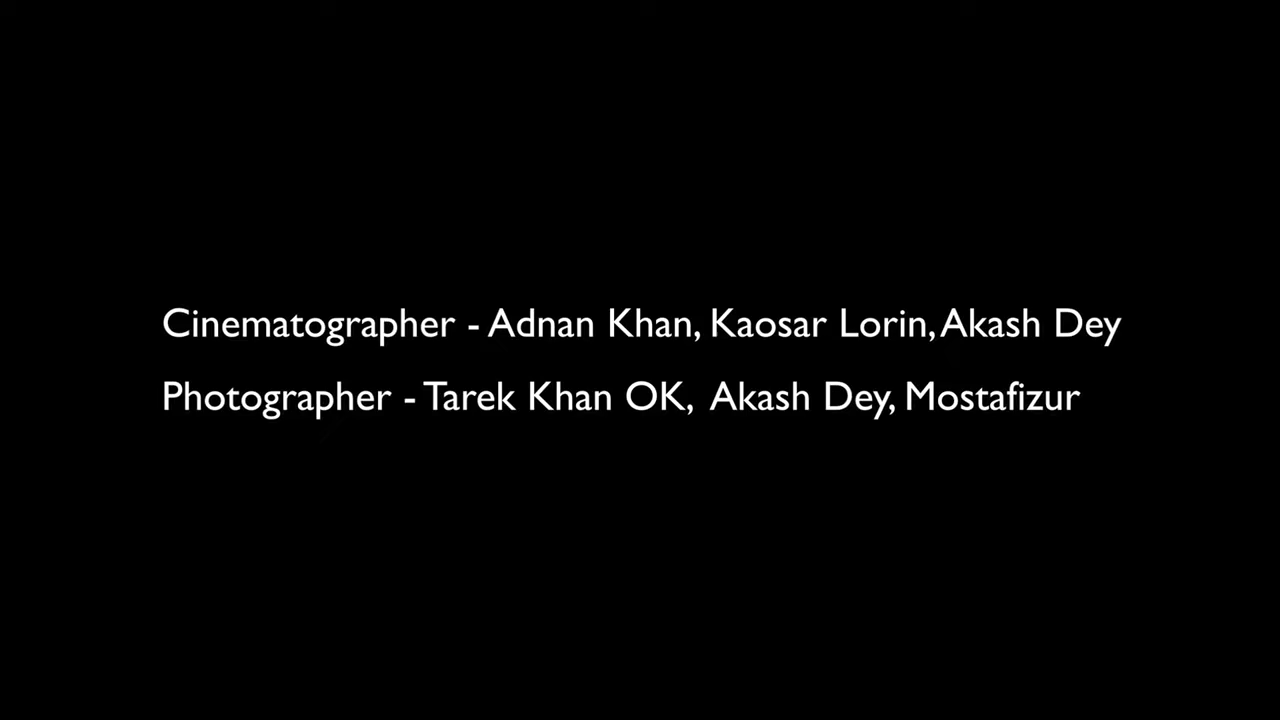 Cinematographer - Adnan Khan, Kaosar Lorin, Akash Dey
Photographer - Tarek Khan OK, Akash Dey, Mostafizur